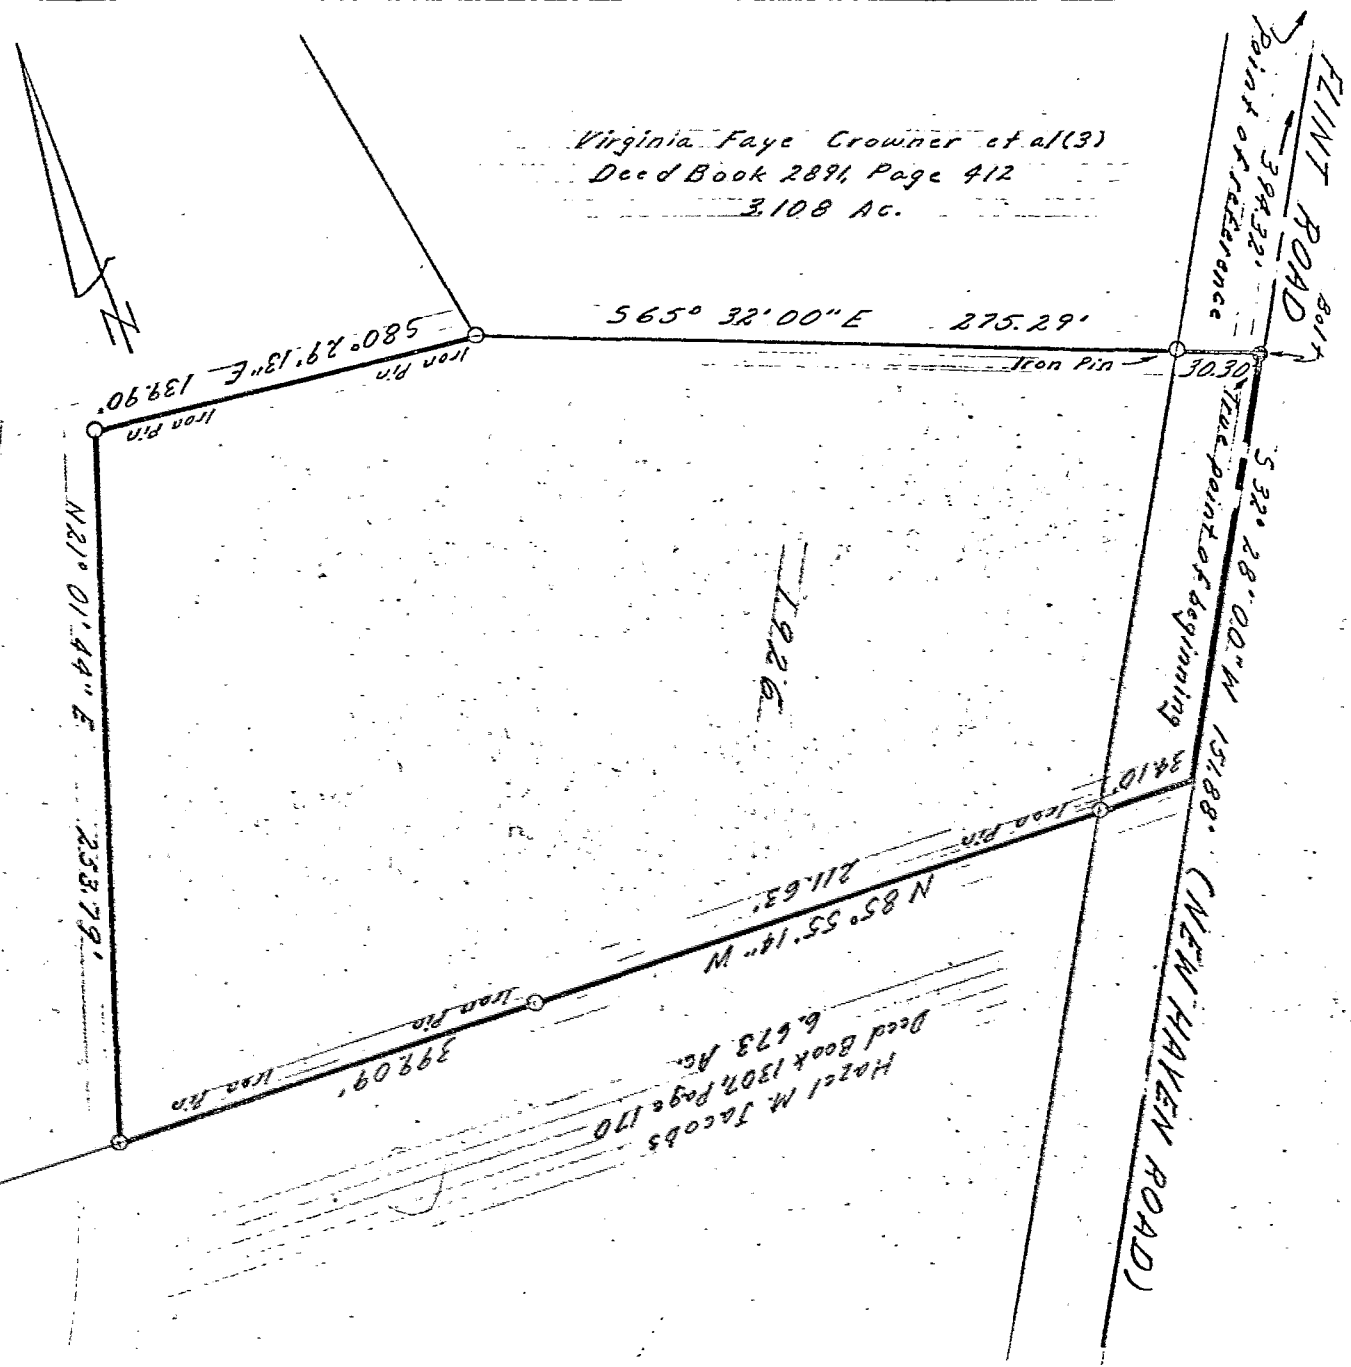 Point of reference
394.32'
FLINT ROAD
Bolt
Virginia Faye Crowner et al (3)
Deed Book 2891, Page 412
3.108 Ac.
N
S 65° 32' 00" E 275.29'
Iron Pin
30.30
True point of beginning
S 32° 28' 00" W 151.88'
(NEW HAVEN ROAD)
S 80° 29' 13" E 139.90'
Iron Pin
Iron Pin
N 21° 01' 44" E 253.79'
34.10'
Iron Pin
211.63'
N 85° 55' 14" W
Iron Pin
399.09'
Iron Pin
Hazel M. Jacobs
Deed Book 1307, Page 170
6.673 Ac.